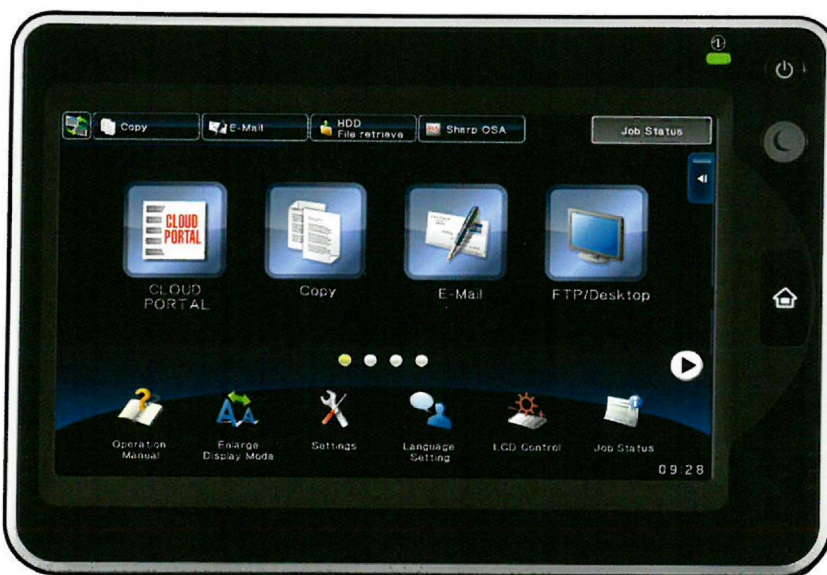 Copy
E-Mail
HDD
File retrieve
Sharp OSA
Job Status
CLOUD
PORTAL
CLOUD
PORTAL
Copy
E-Mail
FTP/Desktop
Operation
Manual
Enlarge
Display Mode
Settings
Language
Setting
LCD Control
Job Status
09:28